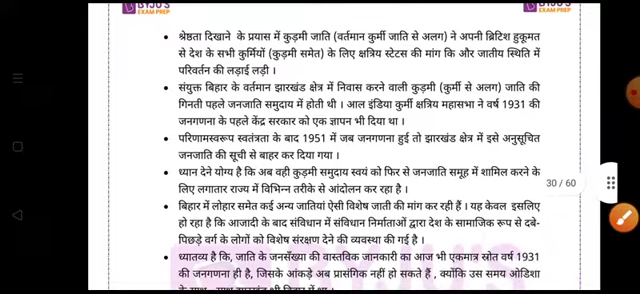 BYJU'S
EXAM PREP
BYJU'S
EXAM PREP
• श्रेष्ठता दिखाने के प्रयास में कुड़मी जाति (वर्तमान कुर्मी जाति से अलग) ने अपनी ब्रिटिश हुकूमत
से देश के सभी कुर्मियों (कुड़मी समेत) के लिए क्षत्रिय स्टेटस की मांग कि और जातीय स्थिति में
परिवर्तन की लड़ाई लड़ी ।
• संयुक्त बिहार के वर्तमान झारखंड क्षेत्र में निवास करने वाली कुड़मी (कुर्मी से अलग) जाति की
गिनती पहले जनजाति समुदाय में होती थी । आल इंडिया कुर्मी क्षत्रिय महासभा ने वर्ष 1931 की
जनगणना के पहले केंद्र सरकार को एक ज्ञापन भी दिया था ।
• परिणामस्वरूप स्वतंत्रता के बाद 1951 में जब जनगणना हुई तो झारखंड क्षेत्र में इसे अनुसूचित
जनजाति की सूची से बाहर कर दिया गया ।
• ध्यान देने योग्य है कि अब वही कुड़मी समुदाय स्वयं को फिर से जनजाति समूह में शामिल करने के
लिए लगातार राज्य में विभिन्न तरीके से आंदोलन कर रहा है ।
30 / 60
• बिहार में लोहार समेत कई अन्य जातियां ऐसी विशेष जाती की मांग कर रही हैं । यह केवल इसलिए
हो रहा है कि आजादी के बाद संविधान में संविधान निर्माताओं द्वारा देश के सामाजिक रूप से दबे-
पिछड़े वर्ग के लोगों को विशेष संरक्षण देने की व्यवस्था की गई है ।
• ध्यातव्य है कि, जाति के जनसँख्या की वास्तविक जानकारी का आज भी एकमात्र स्रोत वर्ष 1931
की जनगणना ही है, जिसके आंकड़े अब प्रासंगिक नहीं हो सकते हैं , क्योंकि उस समय ओडिशा
के साथ - साथ झारखण्ड भी बिहार में था ।